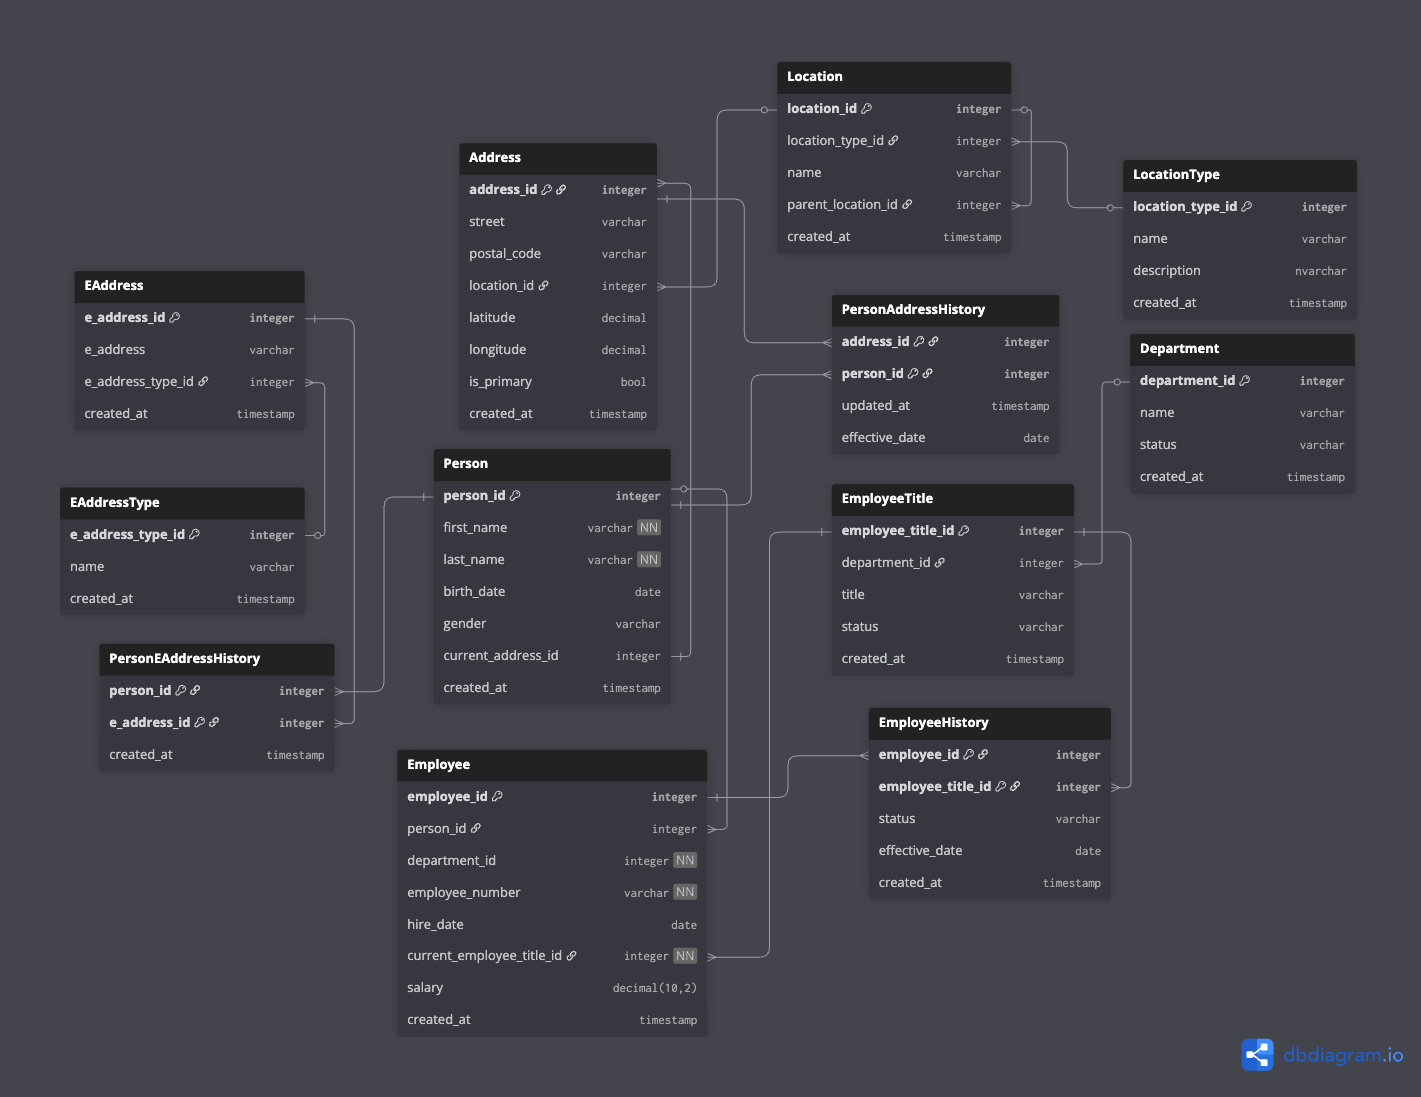 Location
location_id integer
location_type_id integer
name varchar
parent_location_id integer
created_at timestamp
Address
address_id integer
street varchar
postal_code varchar
location_id integer
latitude decimal
longitude decimal
is_primary bool
created_at timestamp
LocationType
location_type_id integer
name varchar
description nvarchar
created_at timestamp
EAddress
e_address_id integer
e_address varchar
e_address_type_id integer
created_at timestamp
PersonAddressHistory
address_id integer
person_id integer
updated_at timestamp
effective_date date
Department
department_id integer
name varchar
status varchar
created_at timestamp
Person
person_id integer
first_name varchar NN
last_name varchar NN
birth_date date
gender varchar
current_address_id integer
created_at timestamp
EAddressType
e_address_type_id integer
name varchar
created_at timestamp
EmployeeTitle
employee_title_id integer
department_id integer
title varchar
status varchar
created_at timestamp
PersonEAddressHistory
person_id integer
e_address_id integer
created_at timestamp
EmployeeHistory
employee_id integer
employee_title_id integer
status varchar
effective_date date
created_at timestamp
Employee
employee_id integer
person_id integer
department_id integer NN
employee_number varchar NN
hire_date date
current_employee_title_id integer NN
salary decimal(10,2)
created_at timestamp
dbdiagram.io